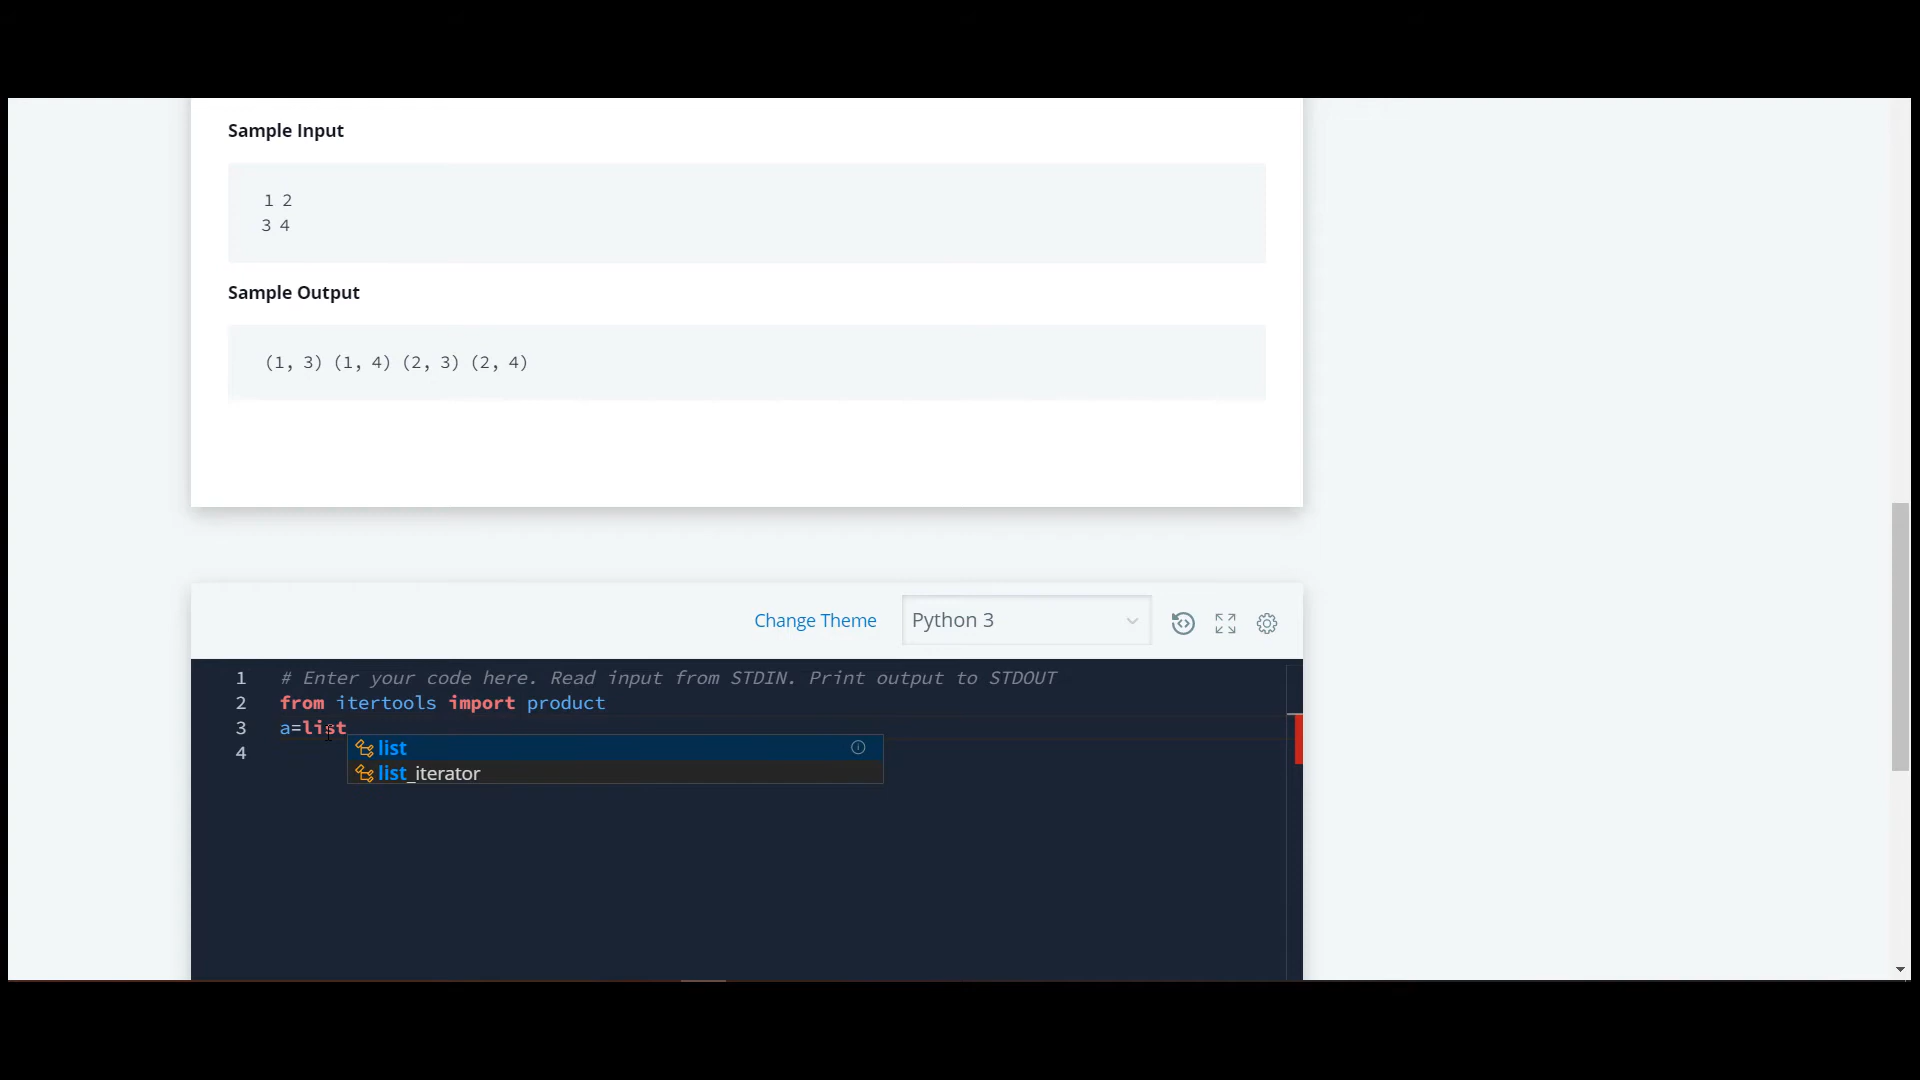 Sample Input
1 2
3 4
Sample Output
(1, 3) (1, 4) (2, 3) (2, 4)
Change Theme
Python 3
1 # Enter your code here. Read input from STDIN. Print output to STDOUT
2 from itertools import product
3 a=list
4
list
list_iterator